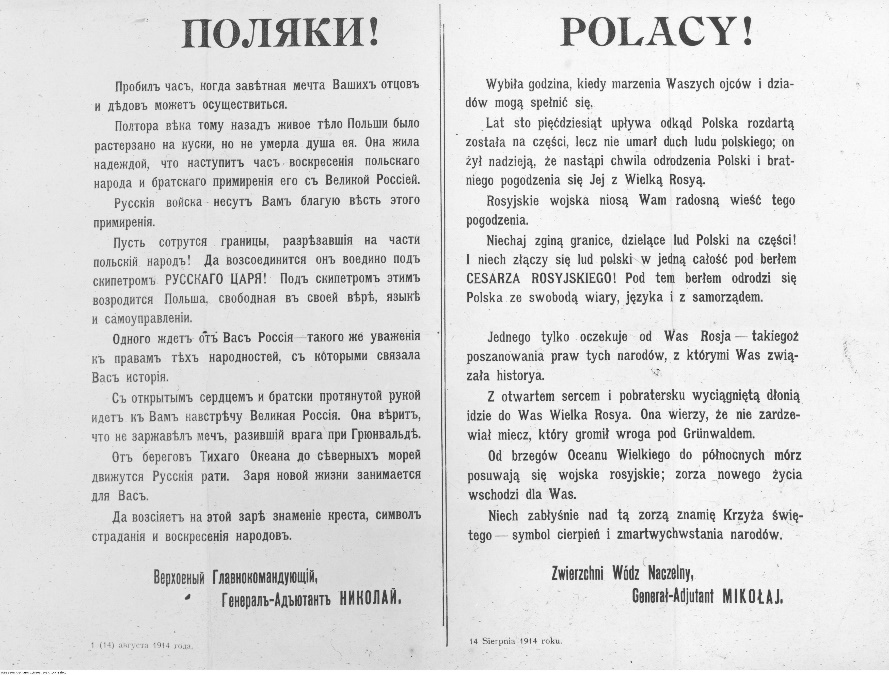 ПОЛЯКИ!
Пробилъ часъ, когда завѣтная мечта Вашихъ отцовъ
и дѣдовъ можетъ осуществиться.
Полтора вѣка тому назадъ живое тѣло Польши было
растерзано на куски, но не умерла душа ея. Она жила
надеждой, что наступитъ часъ воскресенія польскаго
народа и братскаго примиренія его съ Великой Россіей.
Русскія войска несутъ Вамъ благую вѣсть этого
примиренія.
Пусть сотрутся границы, разрѣзавшія на части
польскій народъ! Да возсоединится онъ воедино подъ
скипетромъ РУССКАГО ЦАРЯ! Подъ скипетромъ этимъ
возродится Польша, свободная въ своей вѣрѣ, языкѣ
и самоуправленіи.
Одного ждетъ отъ Васъ Россія—такого же уваженія
къ правамъ тѣхъ народностей, съ которыми связала
Васъ исторія.
Съ открытымъ сердцемъ и братски протянутой рукой
идетъ къ Вамъ навстрѣчу Великая Россія. Она вѣритъ,
что не заржавѣлъ мечъ, разившій врага при Грюнвальдѣ.
Отъ береговъ Тихаго Океана до сѣверныхъ морей
движутся Русскія рати. Заря новой жизни занимается
для Васъ.
Да возсіяетъ на этой зарѣ знаменіе креста, символъ
страданія и воскресенія народовъ.
Верховный Главнокомандующій,
Генералъ-Адъютантъ НИКОЛАЙ.
1 (14) августа 1914 года.
POLACY!
Wybiła godzina, kiedy marzenia Waszych ojców i dzia-
dów mogą spełnić się.
Lat sto pięćdziesiąt upływa odkąd Polska rozdartą
została na części, lecz nie umarł duch ludu polskiego; on
żył nadzieją, że nastąpi chwila odrodzenia Polski i brat-
niego pogodzenia się Jej z Wielką Rosyą.
Rosyjskie wojska niosą Wam radosną wieść tego
pogodzenia.
Niechaj zginą granice, dzielące lud Polski na części!
I niech złączy się lud polski w jedną całość pod berłem
CESARZA ROSYJSKIEGO! Pod tem berłem odrodzi się
Polska ze swobodą wiary, języka i z samorządem.
Jednego tylko oczekuje od Was Rosja — takiegoż
poszanowania praw tych narodów, z którymi Was zwią-
zała historya.
Z otwartem sercem i pobratersku wyciągniętą dłonią
idzie do Was Wielka Rosya. Ona wierzy, że nie zardze-
wiał miecz, który gromił wroga pod Grünwaldem.
Od brzegów Oceanu Wielkiego do północnych mórz
posuwają się wojska rosyjskie; zorza nowego życia
wschodzi dla Was.
Niech zabłyśnie nad tą zorzą znamię Krzyża świę-
tego — symbol cierpień i zmartwychwstania narodów.
Zwierzchni Wódz Naczelny,
Generał-Adjutant MIKOŁAJ.
14 Sierpnia 1914 roku.